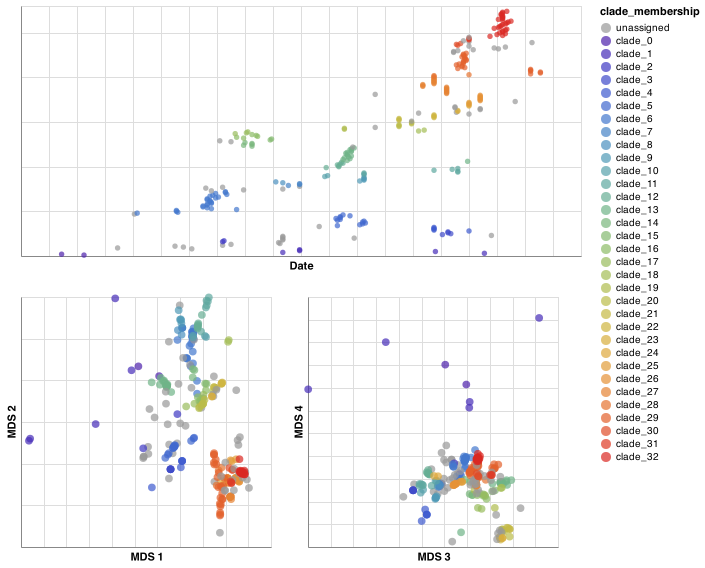 clade_membership
unassigned
clade_0
clade_1
clade_2
clade_3
clade_4
clade_5
clade_6
clade_7
clade_8
clade_9
clade_10
clade_11
clade_12
clade_13
clade_14
clade_15
clade_16
clade_17
clade_18
clade_19
clade_20
clade_21
clade_22
clade_23
clade_24
clade_25
clade_26
clade_27
clade_28
clade_29
clade_30
clade_31
clade_32
Date
MDS 2
MDS 1
MDS 4
MDS 3